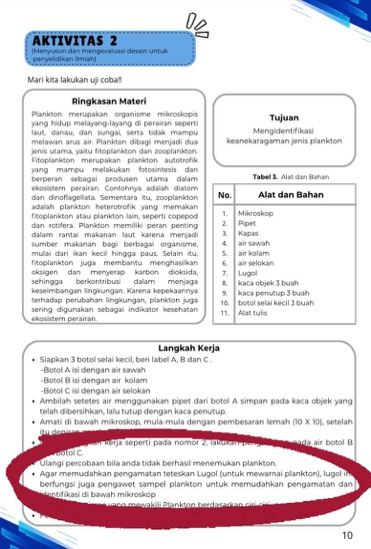 AKTIVITAS 2
(Menyusun dan mengevaluasi desain untuk
penyelidikan ilmiah)
Mari kita lakukan uji coba!!
Ringkasan Materi
Plankton merupakan organisme mikroskopis
yang hidup melayang-layang di perairan seperti
laut, danau, dan sungai, serta tidak mampu
melawan arus air. Plankton dibagi menjadi dua
jenis utama, yaitu fitoplankton dan zooplankton.
Fitoplankton merupakan plankton autotrofik
yang mampu melakukan fotosintesis dan
berperan sebagai produsen utama dalam
ekosistem perairan. Contohnya adalah diatom
dan dinoflagellata. Sementara itu, zooplankton
adalah plankton heterotrofik yang memakan
fitoplankton atau plankton lain, seperti copepod
dan rotifera. Plankton memiliki peran penting
dalam rantai makanan laut karena menjadi
sumber makanan bagi berbagai organisme,
mulai dari ikan kecil hingga paus. Selain itu,
fitoplankton juga membantu menghasilkan
oksigen dan menyerap karbon dioksida,
sehingga berkontribusi dalam menjaga
keseimbangan lingkungan. Karena kepekaannya
terhadap perubahan lingkungan, plankton juga
sering digunakan sebagai indikator kesehatan
ekosistem perairan.
Tujuan
Mengidentifikasi
keanekaragaman jenis plankton
Tabel 3. Alat dan Bahan
No. Alat dan Bahan
1. Mikroskop
2. Pipet
3. Kapas
4. air sawah
5. air kolam
6. air selokan
7. Lugol
8. kaca objek 3 buah
9. kaca penutup 3 buah
10. botol selai kecil 3 buah
11. Alat tulis
Langkah Kerja
• Siapkan 3 botol selai kecil, beri label A, B dan C .
-Botol A isi dengan air sawah
-Botol B isi dengan air kolam
-Botol C isi dengan air selokan
• Ambilah setetes air menggunakan pipet dari botol A simpan pada kaca objek yang
telah dibersihkan, lalu tutup dengan kaca penutup.
• Amati di bawah mikroskop, mula-mula dengan pembesaran lemah (10 X 10), setelah
itu dengan
kerja seperti pada nomor 2, lakukan pada air botol B
botol C.
• Ulangi percobaan bila anda tidak berhasil menemukan plankton.
• Agar memudahkan pengamatan teteskan Lugol (untuk mewarnai plankton), lugol
berfungsi juga pengawet sampel plankton untuk memudahkan pengamatan dan
identifikasi di bawah mikroskop
yang mewakili Plankton berdasarkan
10